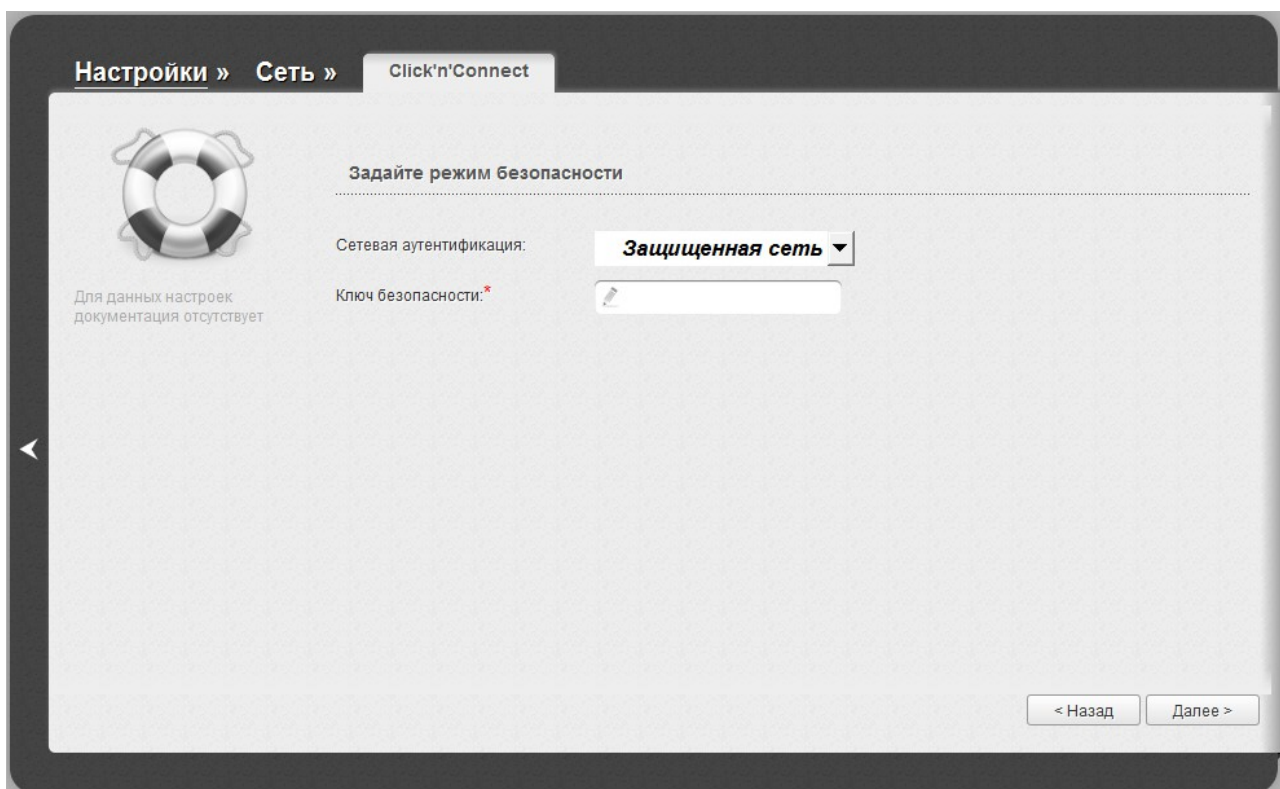 Настройки » Сеть » Click'n'Connect
Задайте режим безопасности
Сетевая аутентификация: Защищенная сеть
Ключ безопасности:*
Для данных настроек
документация отсутствует
< Назад Далее >